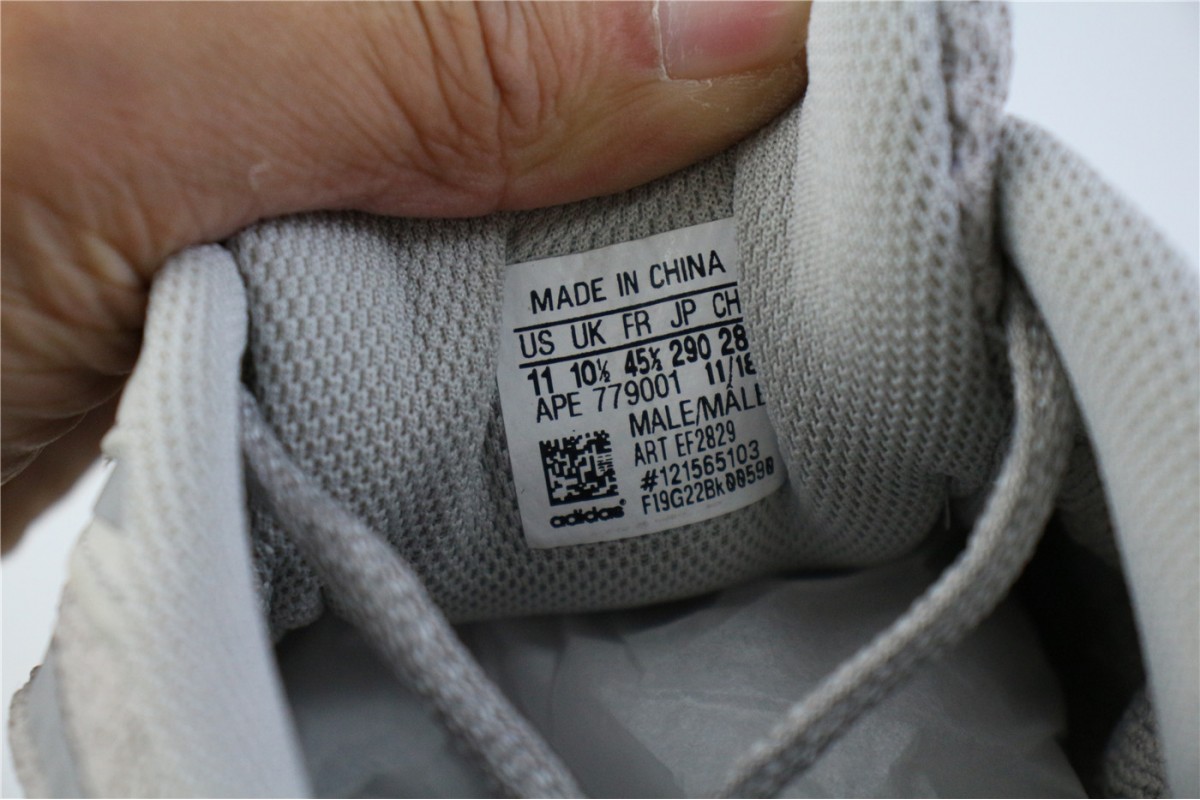 MADE IN CHINA
US UK FR JP CH
11 10½ 45⅓ 290 28
APE 779001 11/18
MALE/MÂLE
ART EF2829
#121565103
F19G22Bk00590
adidas